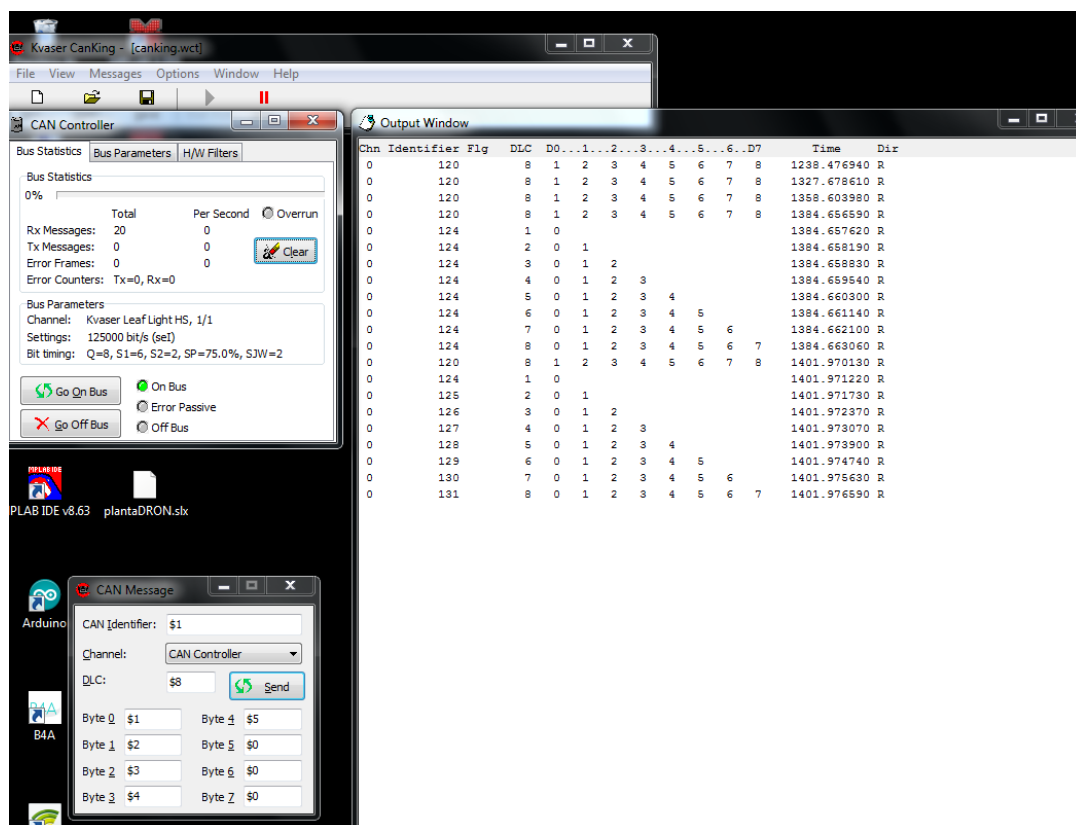 Kvaser CanKing - [canking.wct]
File View Messages Options Window Help
CAN Controller
Bus Statistics Bus Parameters H/W Filters
Bus Statistics
0%
Total Per Second Overrun
Rx Messages: 20 0
Tx Messages: 0 0
Clear
Error Frames: 0 0
Error Counters: Tx=0, Rx=0
Bus Parameters
Channel: Kvaser Leaf Light HS, 1/1
Settings: 125000 bit/s (seI)
Bit timing: Q=8, S1=6, S2=2, SP=75.0%, SJW=2
Go On Bus
On Bus
Error Passive
Go Off Bus
Off Bus
Output Window
Chn Identifier Flg DLC D0...1...2...3...4...5...6..D7 Time Dir
0 120 8 1 2 3 4 5 6 7 8 1238.476940 R
0 120 8 1 2 3 4 5 6 7 8 1327.678610 R
0 120 8 1 2 3 4 5 6 7 8 1358.603980 R
0 120 8 1 2 3 4 5 6 7 8 1384.656590 R
0 124 1 0 1384.657620 R
0 124 2 0 1 1384.658190 R
0 124 3 0 1 2 1384.658830 R
0 124 4 0 1 2 3 1384.659540 R
0 124 5 0 1 2 3 4 1384.660300 R
0 124 6 0 1 2 3 4 5 1384.661140 R
0 124 7 0 1 2 3 4 5 6 1384.662100 R
0 124 8 0 1 2 3 4 5 6 7 1384.663060 R
0 120 8 1 2 3 4 5 6 7 8 1401.970130 R
0 124 1 0 1401.971220 R
0 125 2 0 1 1401.971730 R
0 126 3 0 1 2 1401.972370 R
0 127 4 0 1 2 3 1401.973070 R
0 128 5 0 1 2 3 4 1401.973900 R
0 129 6 0 1 2 3 4 5 1401.974740 R
0 130 7 0 1 2 3 4 5 6 1401.975630 R
0 131 8 0 1 2 3 4 5 6 7 1401.976590 R
MPLAB IDE
PLAB IDE v8.63
plantaDRON.slx
Arduino
B4A
B4A
CAN Message
CAN Identifier: $1
Channel: CAN Controller
DLC: $8
Send
Byte 0 $1 Byte 4 $5
Byte 1 $2 Byte 5 $0
Byte 2 $3 Byte 6 $0
Byte 3 $4 Byte 7 $0